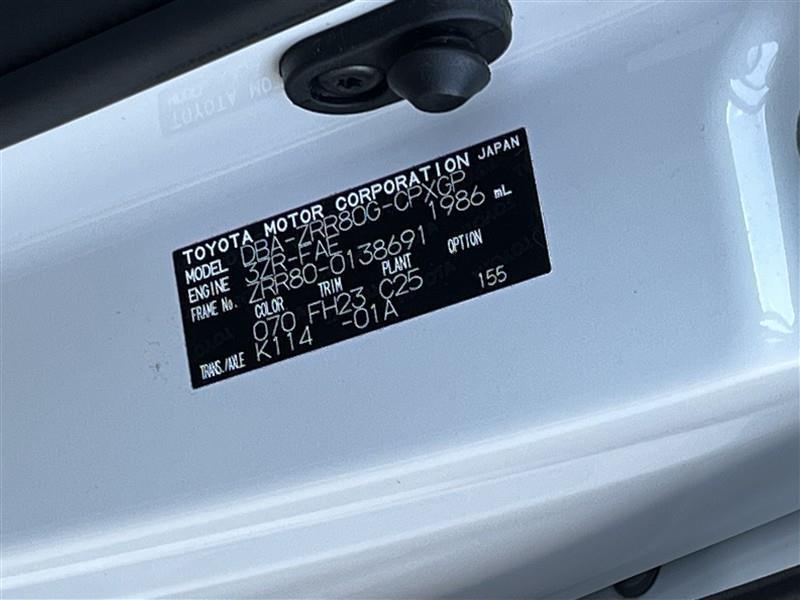 TOYOTA MOTOR CORPORATION JAPAN
MODEL DBA-ZRR80G-CPXGP
ENGINE 3ZR-FAE 1986 mL
FRAME No. ZRR80-0138691
COLOR TRIM PLANT OPTION
070 FH23 C25 155
TRANS./AXLE K114 -01A